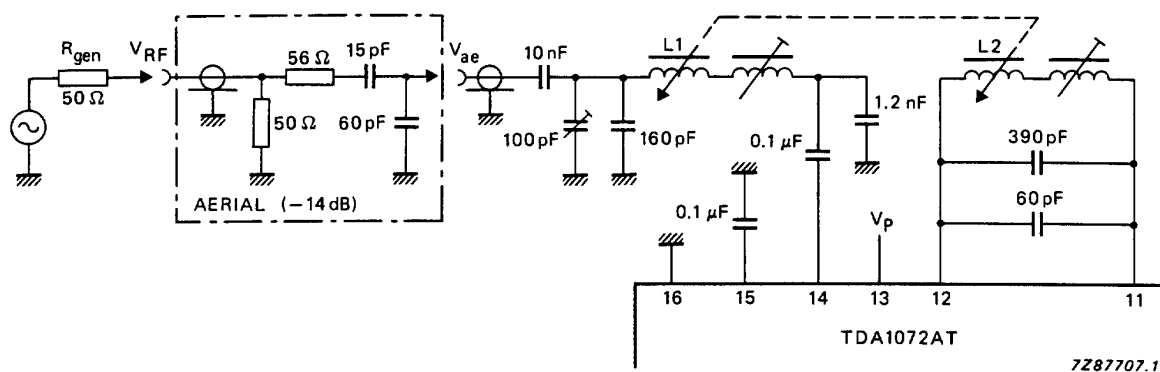 R_gen
50 Ω
V_RF
56 Ω
15 pF
50 Ω
60 pF
AERIAL (−14 dB)
V_ae
10 nF
100 pF
160 pF
L1
1.2 nF
0.1 μF
0.1 μF
V_P
L2
390 pF
60 pF
16
15
14
13
12
11
TDA1072AT
7Z87707.1